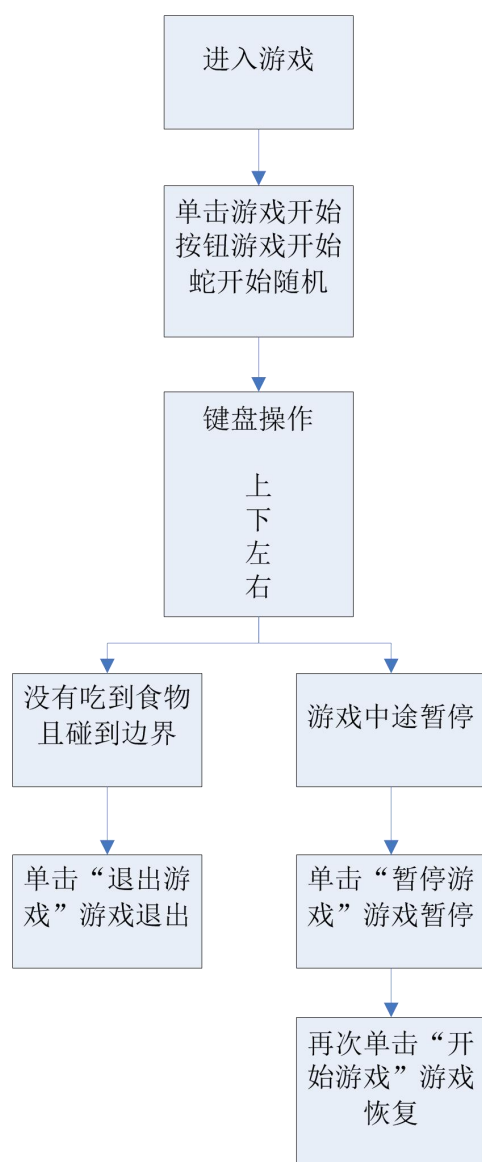 进入游戏
单击游戏开始
按钮游戏开始
蛇开始随机
键盘操作
上
下
左
右
没有吃到食物
且碰到边界
游戏中途暂停
单击“退出游
戏”游戏退出
单击“暂停游
戏”游戏暂停
再次单击“开
始游戏”游戏
恢复